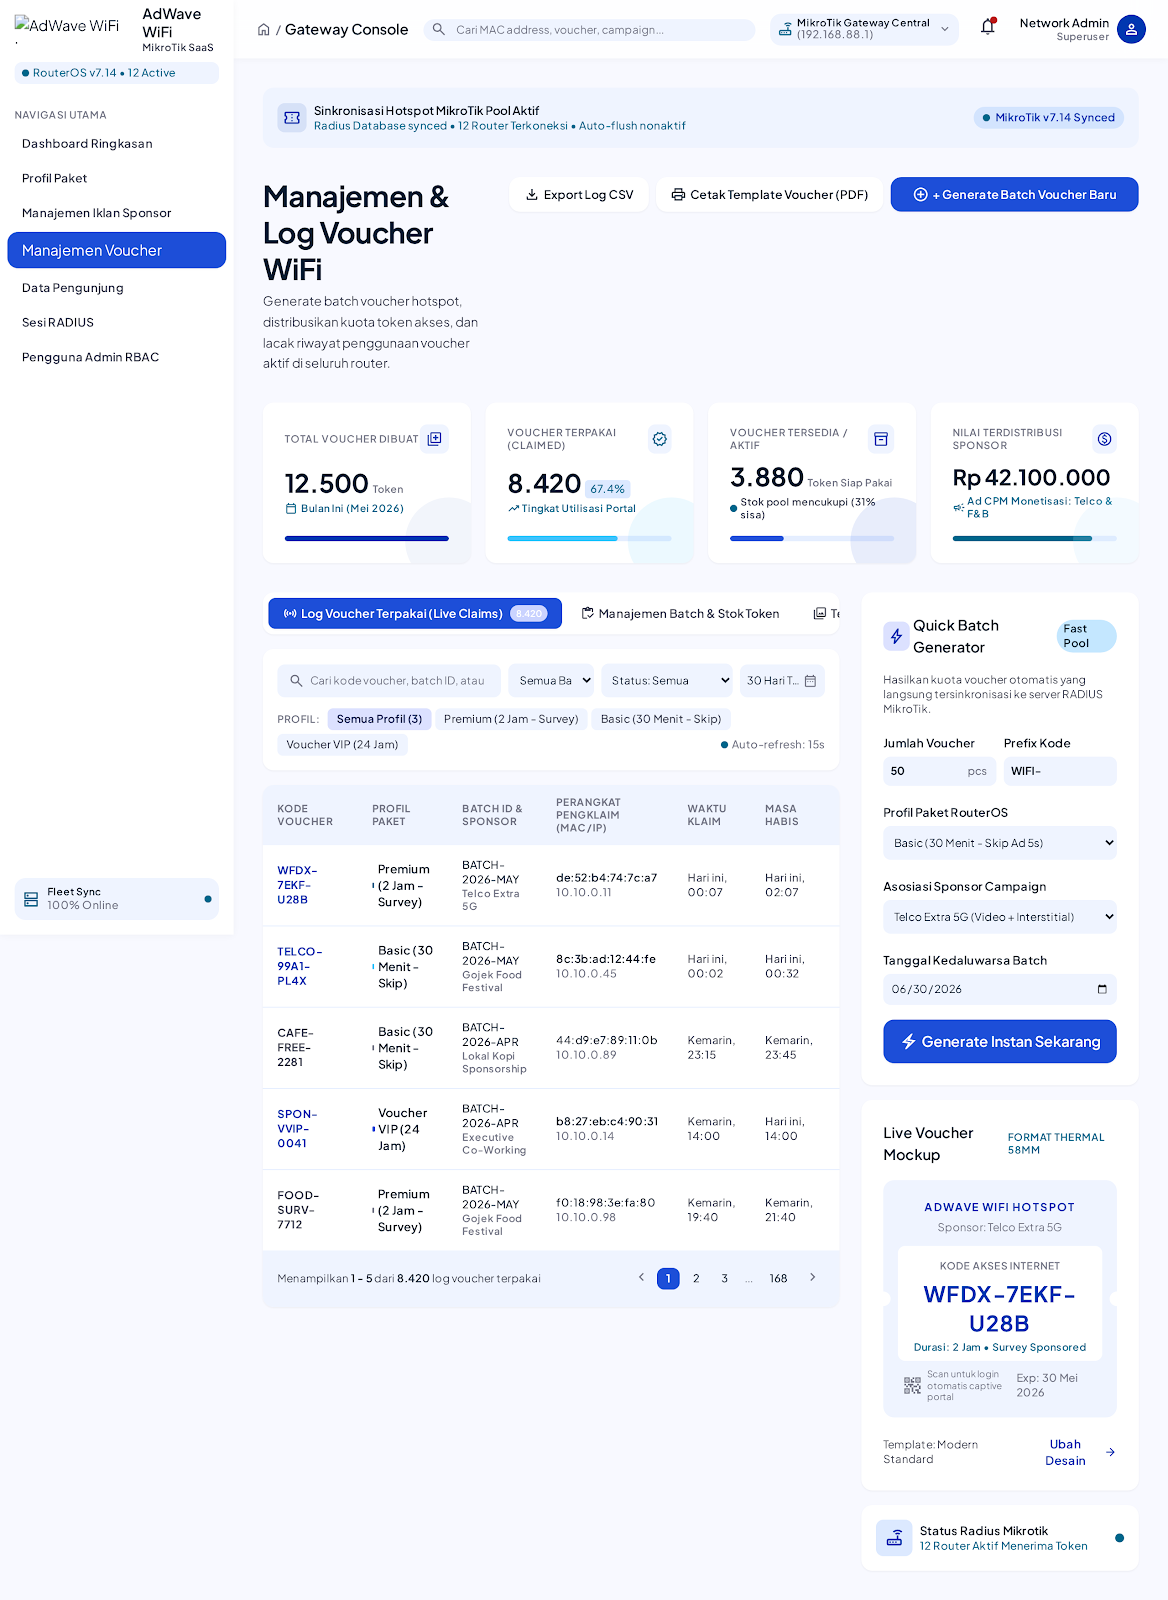 AdWave WiFi
AdWave
WiFi
MikroTik SaaS
RouterOS v7.14 • 12 Active
NAVIGASI UTAMA
Dashboard Ringkasan
Profil Paket
Manajemen Iklan Sponsor
Manajemen Voucher
Data Pengunjung
Sesi RADIUS
Pengguna Admin RBAC
Fleet Sync
100% Online
/ Gateway Console
Cari MAC address, voucher, campaign...
MikroTik Gateway Central
(192.168.88.1)
Network Admin
Superuser
Sinkronisasi Hotspot MikroTik Pool Aktif
Radius Database synced • 12 Router Terkoneksi • Auto-flush nonaktif
MikroTik v7.14 Synced
Manajemen &
Log Voucher
WiFi
Generate batch voucher hotspot,
distribusikan kuota token akses, dan
lacak riwayat penggunaan voucher
aktif di seluruh router.
Export Log CSV
Cetak Template Voucher (PDF)
+ Generate Batch Voucher Baru
TOTAL VOUCHER DIBUAT
12.500 Token
Bulan Ini (Mei 2026)
VOUCHER TERPAKAI
(CLAIMED)
8.420 67.4%
Tingkat Utilisasi Portal
VOUCHER TERSEDIA /
AKTIF
3.880 Token Siap Pakai
Stok pool mencukupi (31%
sisa)
NILAI TERDISTRIBUSI
SPONSOR
Rp 42.100.000
Ad CPM Monetisasi: Telco &
F&B
Log Voucher Terpakai (Live Claims) 8.420
Manajemen Batch & Stok Token
Te
Cari kode voucher, batch ID, atau
Semua Ba
Status: Semua
30 Hari T...
PROFIL:
Semua Profil (3)
Premium (2 Jam - Survey)
Basic (30 Menit - Skip)
Voucher VIP (24 Jam)
Auto-refresh: 15s
KODE
VOUCHER
PROFIL
PAKET
BATCH ID &
SPONSOR
PERANGKAT
PENGKLAIM
(MAC/IP)
WAKTU
KLAIM
MASA
HABIS
WFDX-
7EKF-
U28B
Premium
(2 Jam -
Survey)
BATCH-
2026-MAY
Telco Extra
5G
de:52:b4:74:7c:a7
10.10.0.11
Hari ini,
00:07
Hari ini,
02:07
TELCO-
99A1-
PL4X
Basic (30
Menit -
Skip)
BATCH-
2026-MAY
Gojek Food
Festival
8c:3b:ad:12:44:fe
10.10.0.45
Hari ini,
00:02
Hari ini,
00:32
CAFE-
FREE-
2281
Basic (30
Menit -
Skip)
BATCH-
2026-APR
Lokal Kopi
Sponsorship
44:d9:e7:89:11:0b
10.10.0.89
Kemarin,
23:15
Kemarin,
23:45
SPON-
VVIP-
0041
Voucher
VIP (24
Jam)
BATCH-
2026-APR
Executive
Co-Working
b8:27:eb:c4:90:31
10.10.0.14
Kemarin,
14:00
Hari ini,
14:00
FOOD-
SURV-
7712
Premium
(2 Jam -
Survey)
BATCH-
2026-MAY
Gojek Food
Festival
f0:18:98:3e:fa:80
10.10.0.98
Kemarin,
19:40
Kemarin,
21:40
Menampilkan 1 - 5 dari 8.420 log voucher terpakai
1 2 3 ... 168
Quick Batch
Generator
Fast
Pool
Hasilkan kuota voucher otomatis yang
langsung tersinkronisasi ke server RADIUS
MikroTik.
Jumlah Voucher
Prefix Kode
50 pcs
WIFI-
Profil Paket RouterOS
Basic (30 Menit - Skip Ad 5s)
Asosiasi Sponsor Campaign
Telco Extra 5G (Video + Interstitial)
Tanggal Kedaluwarsa Batch
06/30/2026
Generate Instan Sekarang
Live Voucher
Mockup
FORMAT THERMAL
58MM
ADWAVE WIFI HOTSPOT
Sponsor: Telco Extra 5G
KODE AKSES INTERNET
WFDX-7EKF-
U28B
Durasi: 2 Jam • Survey Sponsored
Scan untuk login
otomatis captive
portal
Exp: 30 Mei
2026
Template: Modern
Standard
Ubah
Desain
Status Radius Mikrotik
12 Router Aktif Menerima Token